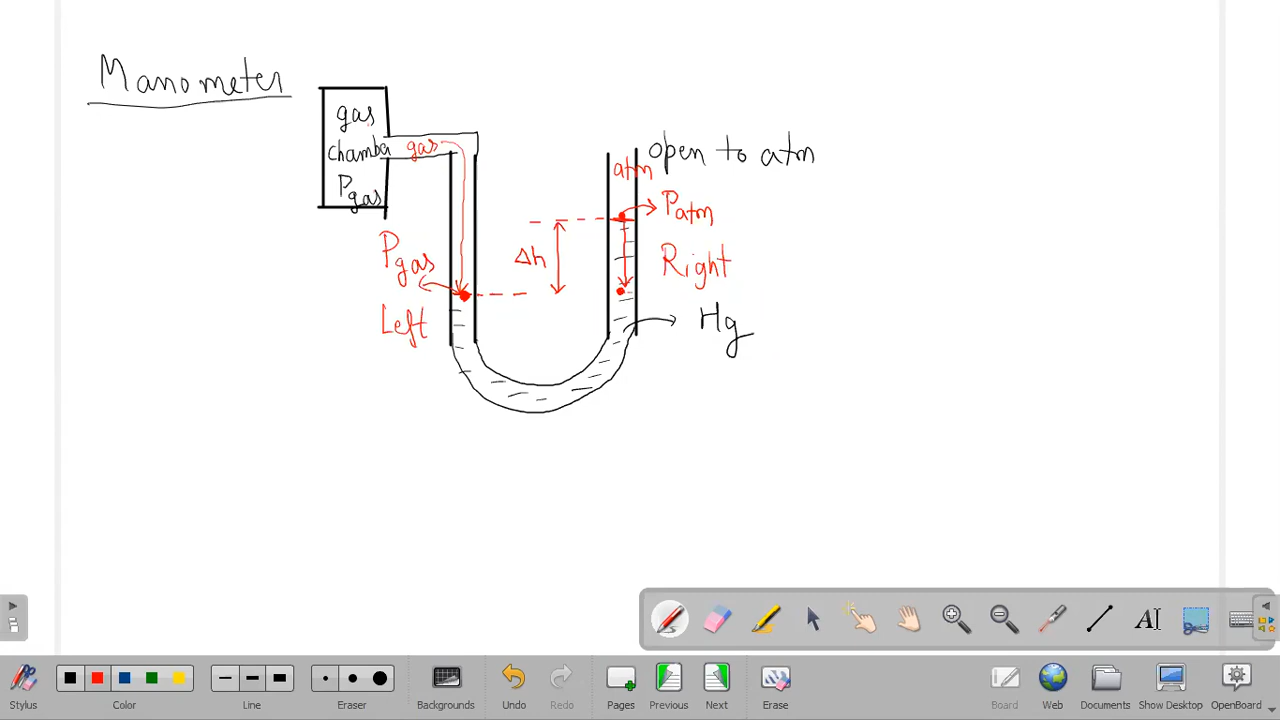 Manometer
gas
chamba
Pgas
gas
open to atm
atm
Patm
Δh
Pgas
Right
Left
Hg
Stylus
Color
Line
Eraser
Backgrounds
Undo
Redo
Pages
Previous
Next
Erase
Board
Web
Documents
Show Desktop
OpenBoard